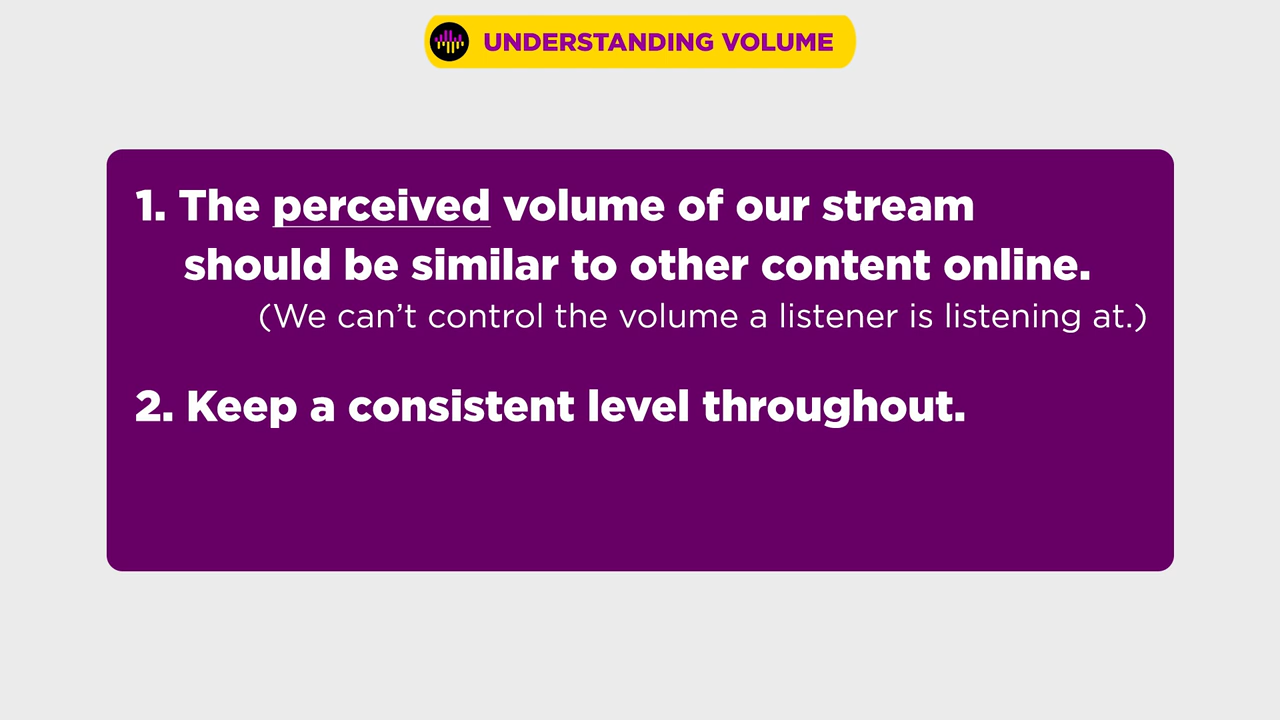 UNDERSTANDING VOLUME
1. The perceived volume of our stream
should be similar to other content online.
(We can’t control the volume a listener is listening at.)
2. Keep a consistent level throughout.